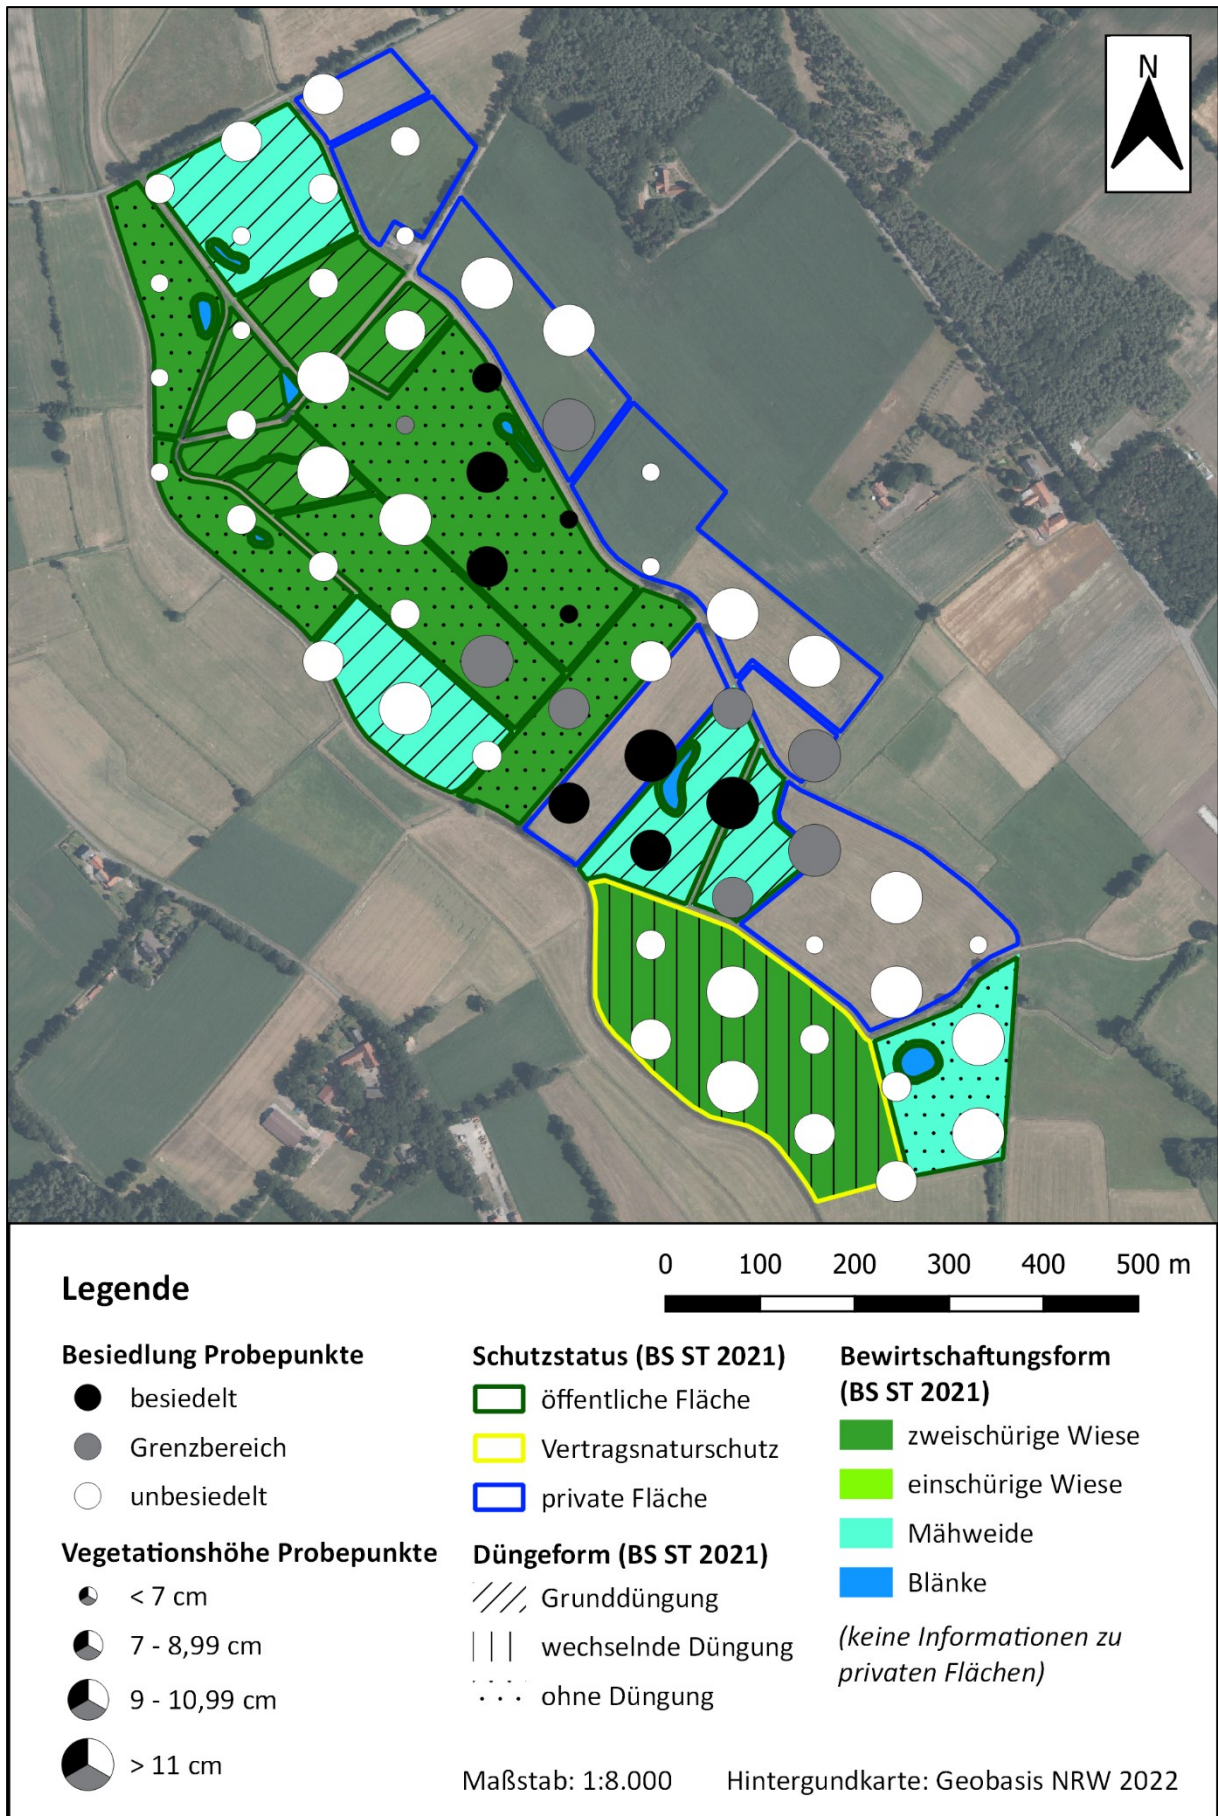 N
Legende
0 100 200 300 400 500 m
Besiedlung Probepunkte
besiedelt
Grenzbereich
unbesiedelt
Vegetationshöhe Probepunkte
< 7 cm
7 - 8,99 cm
9 - 10,99 cm
> 11 cm
Schutzstatus (BS ST 2021)
öffentliche Fläche
Vertragsnaturschutz
private Fläche
Düngeform (BS ST 2021)
Grunddüngung
wechselnde Düngung
ohne Düngung
Bewirtschaftungsform
(BS ST 2021)
zweischürige Wiese
einschürige Wiese
Mähweide
Blänke
(keine Informationen zu
privaten Flächen)
Maßstab: 1:8.000
Hintergundkarte: Geobasis NRW 2022